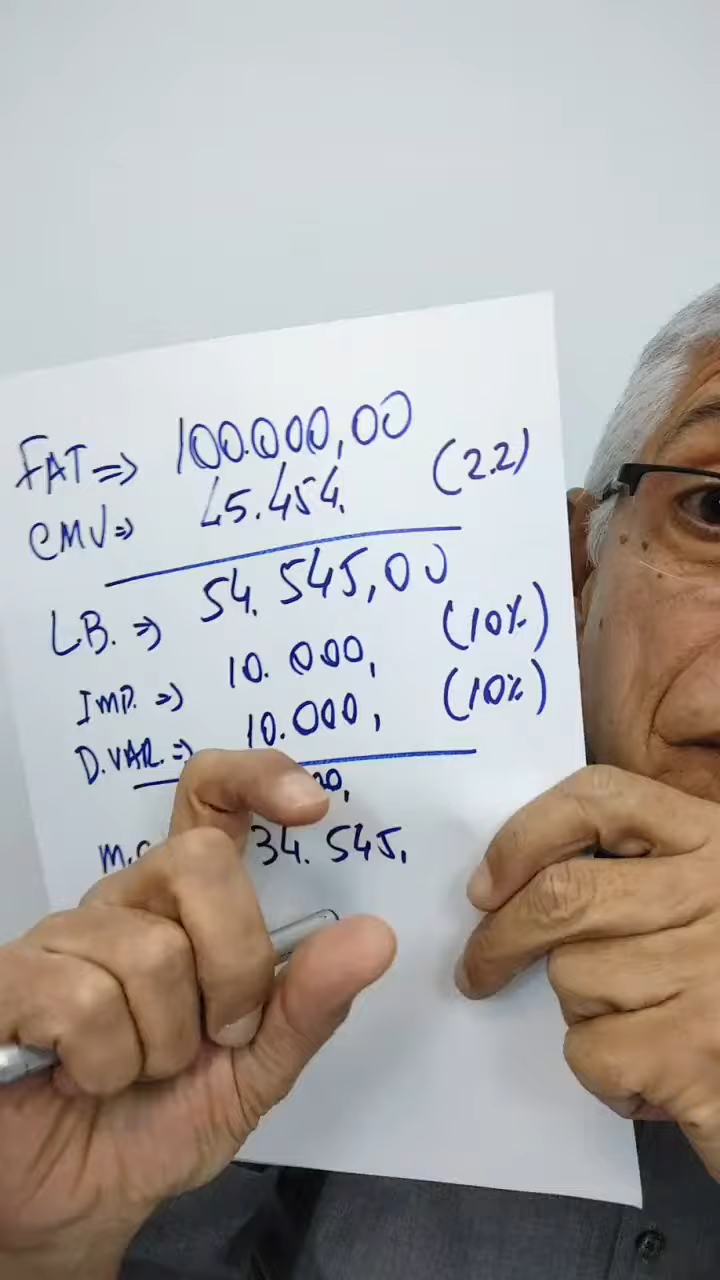 FAT => 100.000,00
CMV => 45.454, (2.2)
L.B. => 54.545,00
IMP. => 10.000, (10%)
D.VAR. => 10.000, (10%)
34.545,